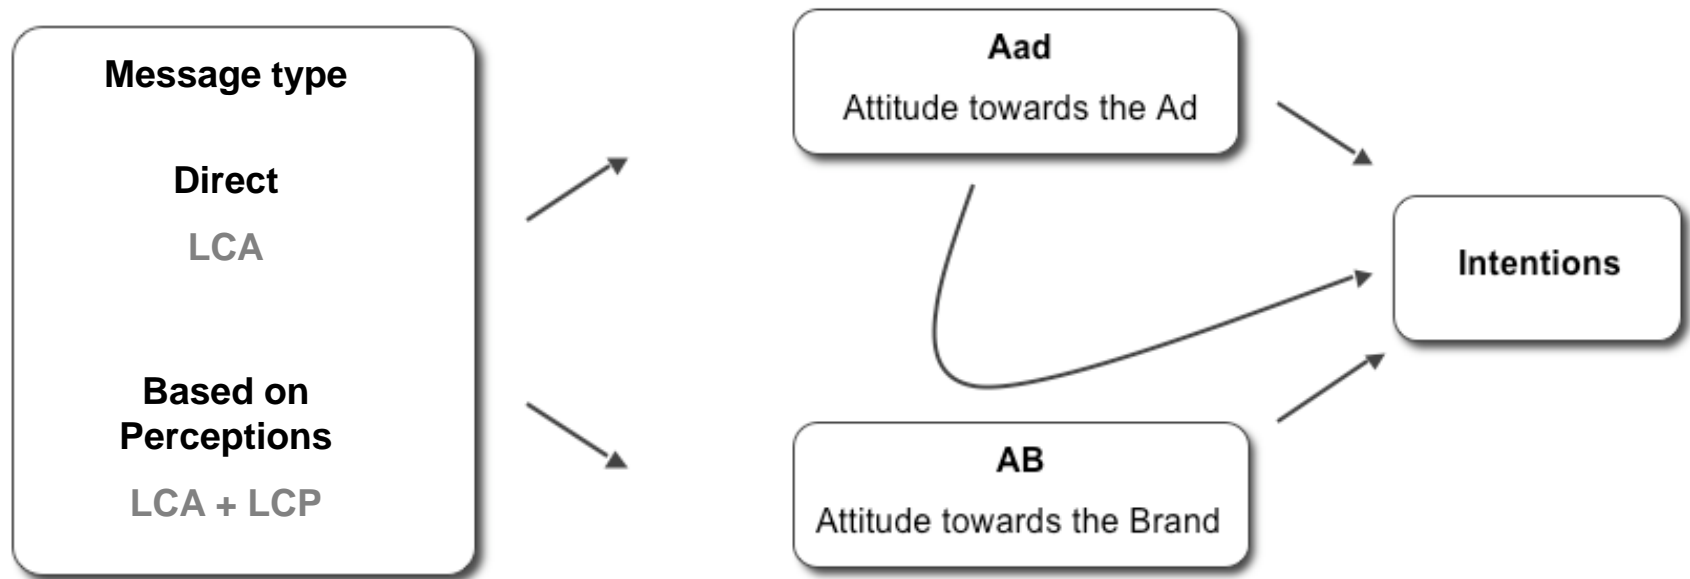 Message type
Direct
LCA
Based on
Perceptions
LCA + LCP
Aad
Attitude towards the Ad
AB
Attitude towards the Brand
Intentions